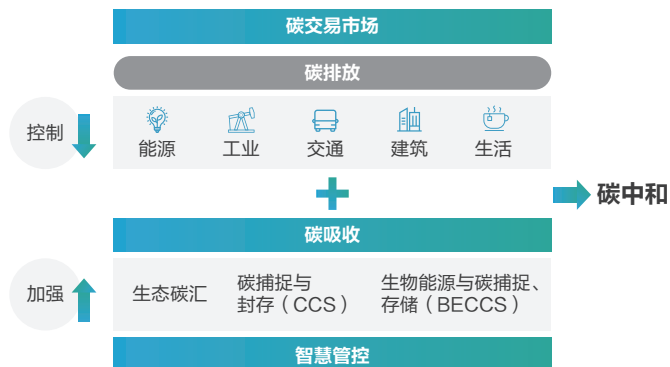 碳交易市场
碳排放
控制
能源 工业 交通 建筑 生活
碳中和
碳吸收
加强
生态碳汇
碳捕捉与
封存（CCS）
生物能源与碳捕捉、
存储（BECCS）
智慧管控